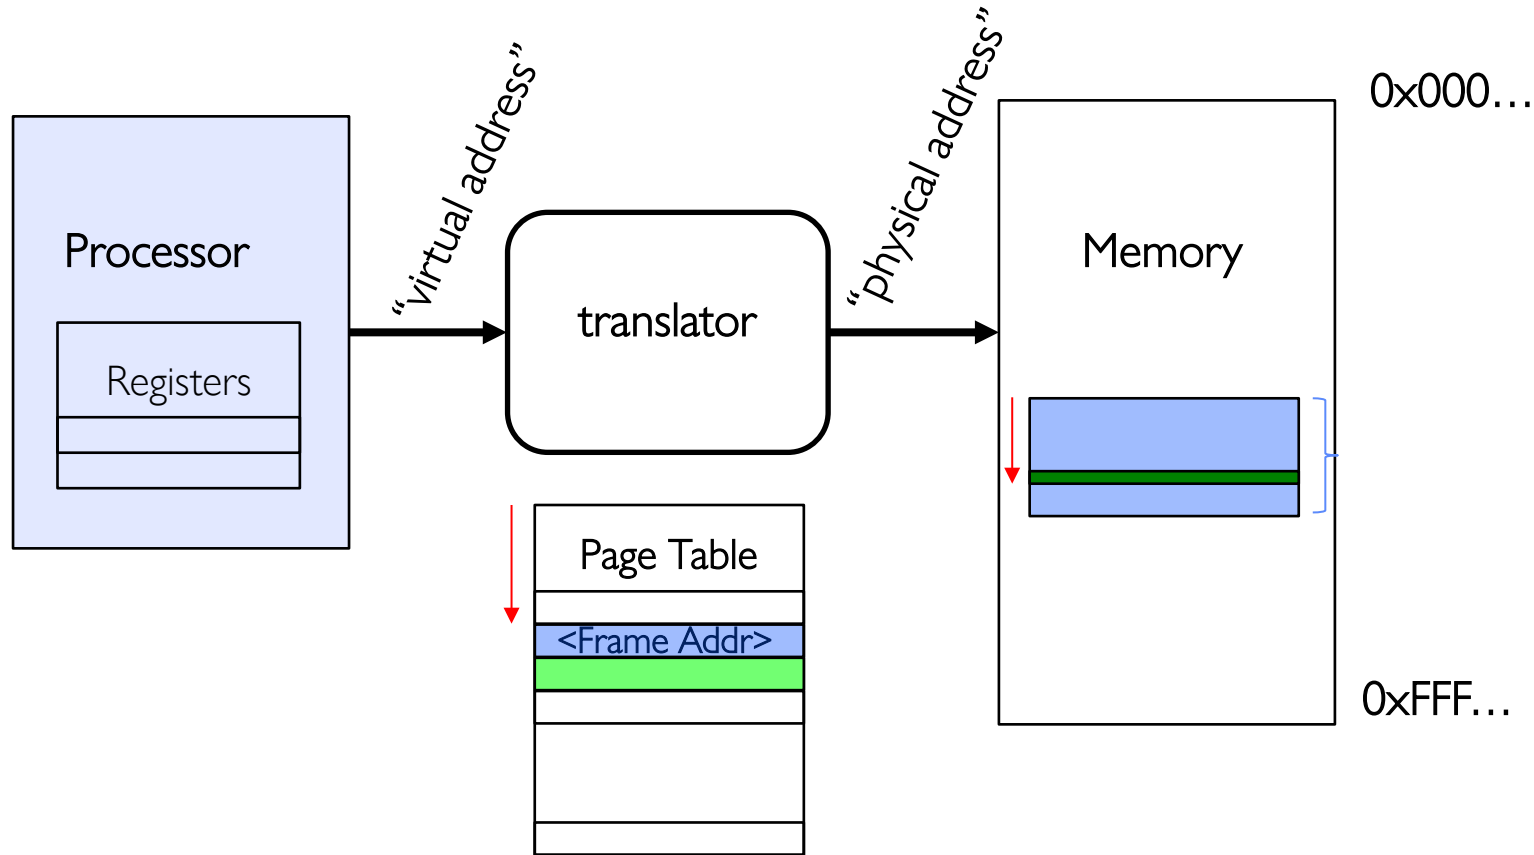 Processor
Registers
“virtual address”
translator
Page Table
<Frame Addr>
“physical address”
Memory
0x000…
0xFFF…